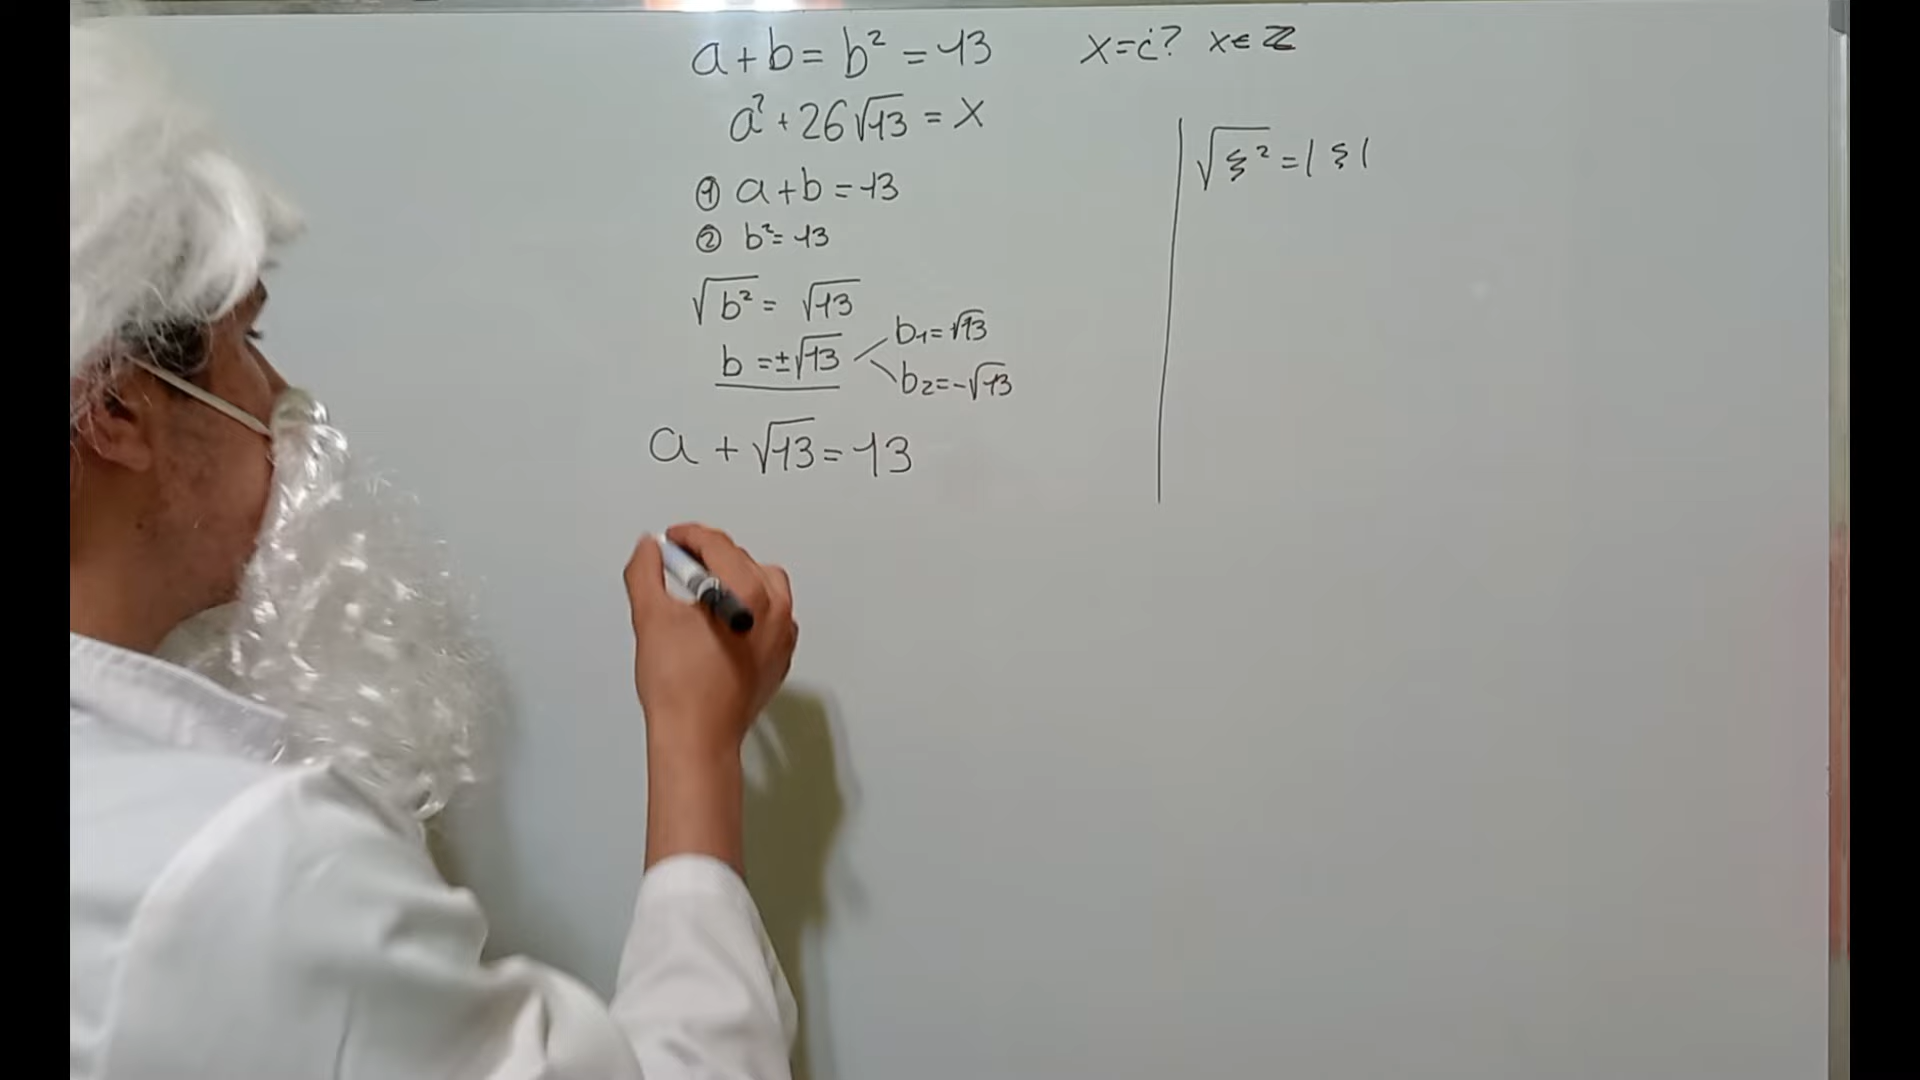 a + b = b² = 13 x = ¿? x ∈ ℤ
a² + 26√13 = x
① a + b = 13
② b² = 13
√b² = √13
b = ±√13
b₁ = √13
b₂ = -√13
a + √13 = 13
√ξ² = |ξ|